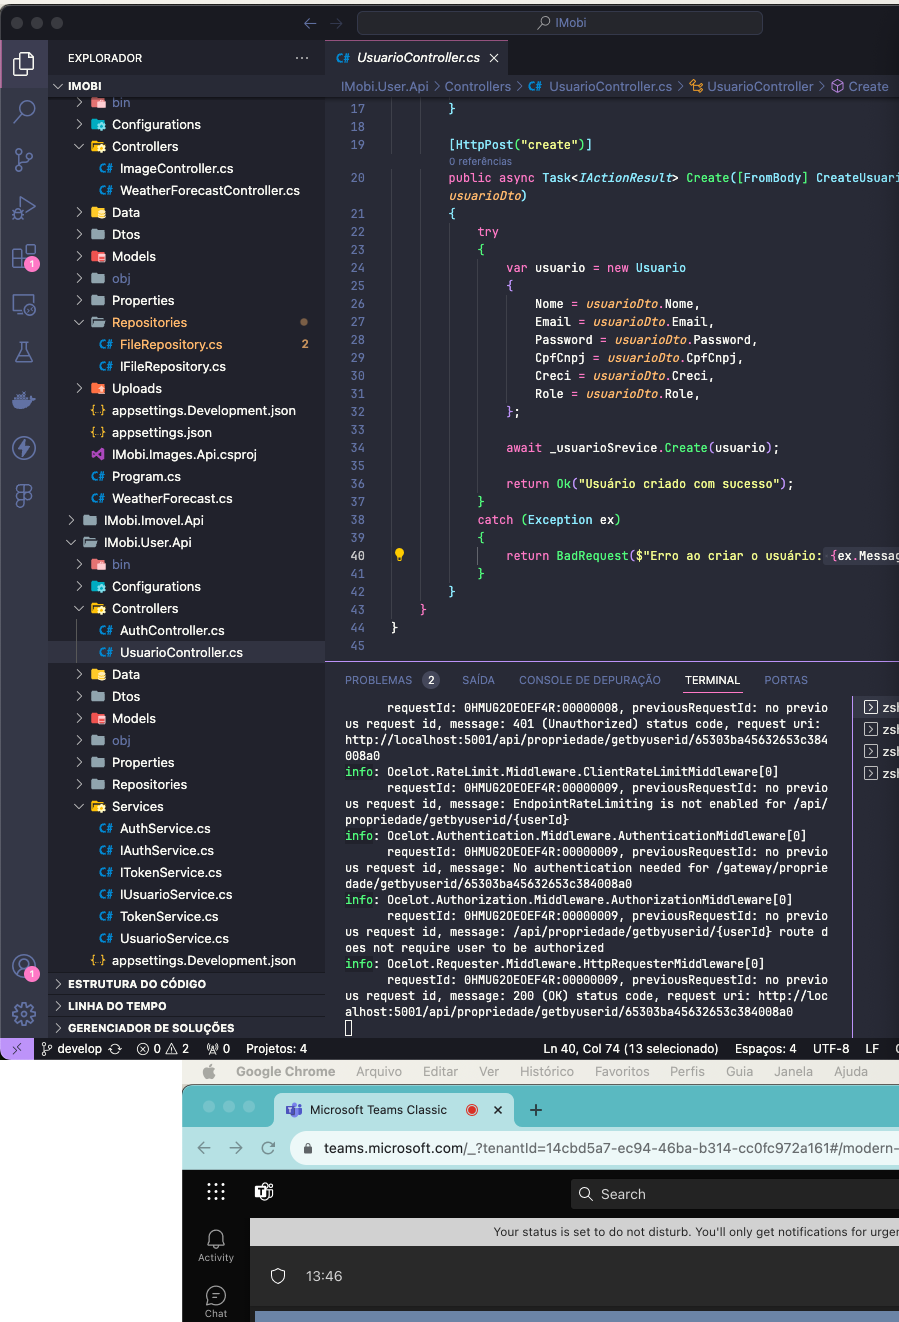 IMobi
EXPLORADOR
IMOBI
bin
Configurations
Controllers
C# ImageController.cs
C# WeatherForecastController.cs
Data
Dtos
Models
obj
Properties
Repositories
C# FileRepository.cs 2
C# IFileRepository.cs
Uploads
{..} appsettings.Development.json
{..} appsettings.json
IMobi.Images.Api.csproj
C# Program.cs
C# WeatherForecast.cs
IMobi.Imovel.Api
IMobi.User.Api
bin
Configurations
Controllers
C# AuthController.cs
C# UsuarioController.cs
Data
Dtos
Models
obj
Properties
Repositories
Services
C# AuthService.cs
C# IAuthService.cs
C# ITokenService.cs
C# IUsuarioService.cs
C# TokenService.cs
C# UsuarioService.cs
{..} appsettings.Development.json
ESTRUTURA DO CÓDIGO
LINHA DO TEMPO
GERENCIADOR DE SOLUÇÕES
1
1
C# UsuarioController.cs
IMobi.User.Api > Controllers > C# UsuarioController.cs > UsuarioController > Create
17 }
18
19 [HttpPost("create")]
0 referências
20 public async Task<IActionResult> Create([FromBody] CreateUsuari
usuarioDto)
21 {
22 try
23 {
24 var usuario = new Usuario
25 {
26 Nome = usuarioDto.Nome,
27 Email = usuarioDto.Email,
28 Password = usuarioDto.Password,
29 CpfCnpj = usuarioDto.CpfCnpj,
30 Creci = usuarioDto.Creci,
31 Role = usuarioDto.Role,
32 };
33
34 await _usuarioSrevice.Create(usuario);
35
36 return Ok("Usuário criado com sucesso");
37 }
38 catch (Exception ex)
39 {
40 return BadRequest($"Erro ao criar o usuário: {ex.Messag
41 }
42 }
43 }
44 }
45
PROBLEMAS 2 SAÍDA CONSOLE DE DEPURAÇÃO TERMINAL PORTAS
requestId: 0HMUG2OEOEF4R:00000008, previousRequestId: no previo
us request id, message: 401 (Unauthorized) status code, request uri:
http://localhost:5001/api/propriedade/getbyuserid/65303ba45632653c384
008a0
info: Ocelot.RateLimit.Middleware.ClientRateLimitMiddleware[0]
requestId: 0HMUG2OEOEF4R:00000009, previousRequestId: no previo
us request id, message: EndpointRateLimiting is not enabled for /api/
propriedade/getbyuserid/{userId}
info: Ocelot.Authentication.Middleware.AuthenticationMiddleware[0]
requestId: 0HMUG2OEOEF4R:00000009, previousRequestId: no previo
us request id, message: No authentication needed for /gateway/proprie
dade/getbyuserid/65303ba45632653c384008a0
info: Ocelot.Authorization.Middleware.AuthorizationMiddleware[0]
requestId: 0HMUG2OEOEF4R:00000009, previousRequestId: no previo
us request id, message: /api/propriedade/getbyuserid/{userId} route d
oes not require user to be authorized
info: Ocelot.Requester.Middleware.HttpRequesterMiddleware[0]
requestId: 0HMUG2OEOEF4R:00000009, previousRequestId: no previo
us request id, message: 200 (OK) status code, request uri: http://loc
alhost:5001/api/propriedade/getbyuserid/65303ba45632653c384008a0
zsh
zsh
zsh
zsh
develop 0 2 0 Projetos: 4 Ln 40, Col 74 (13 selecionado) Espaços: 4 UTF-8 LF
Google Chrome Arquivo Editar Ver Histórico Favoritos Perfis Guia Janela Ajuda
Microsoft Teams Classic
teams.microsoft.com/_?tenantId=14cbd5a7-ec94-46ba-b314-cc0fc972a161#/modern-
Search
Your status is set to do not disturb. You'll only get notifications for urgen
Activity
13:46
Chat